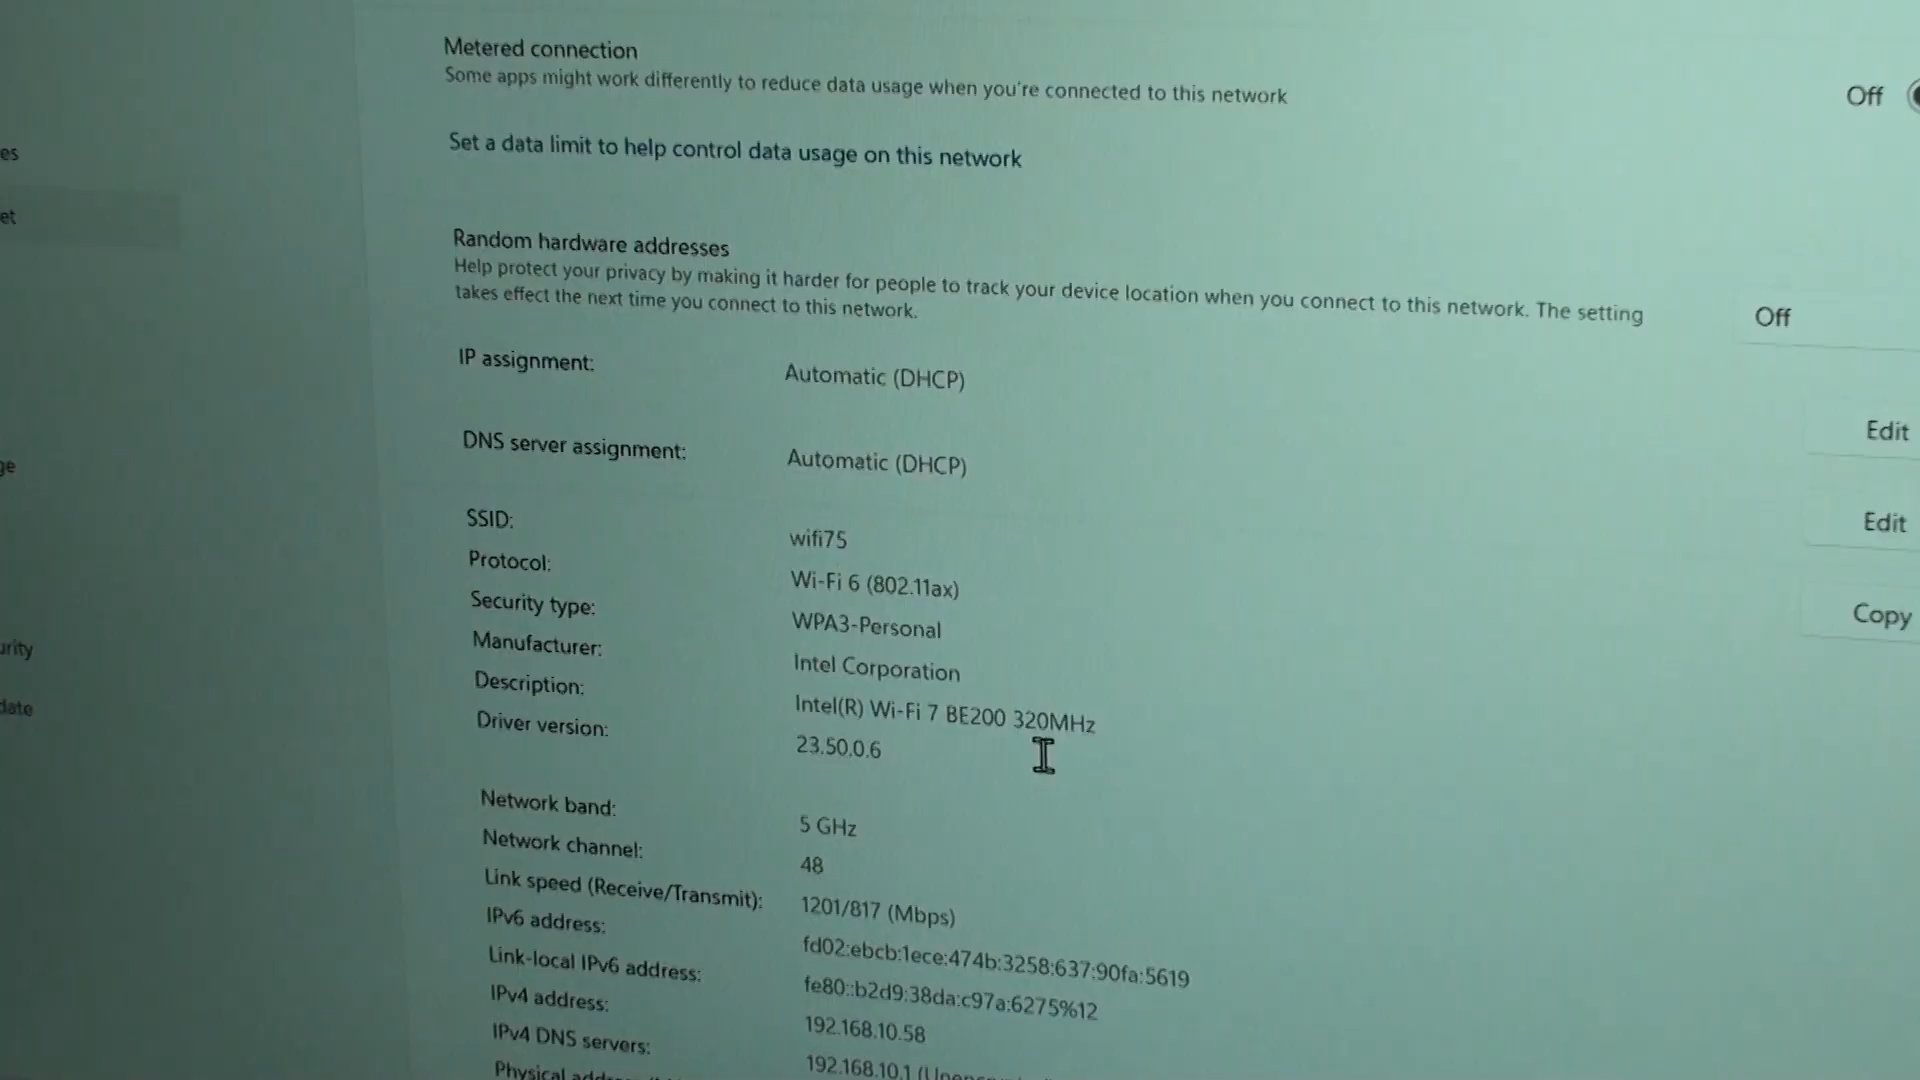 Metered connection
Some apps might work differently to reduce data usage when you're connected to this network
Off
Set a data limit to help control data usage on this network
es
et
Random hardware addresses
Help protect your privacy by making it harder for people to track your device location when you connect to this network. The setting
takes effect the next time you connect to this network.
Off
IP assignment: Automatic (DHCP)
Edit
DNS server assignment: Automatic (DHCP)
Edit
ge
SSID: wifi75
Protocol: Wi-Fi 6 (802.11ax)
Copy
Security type: WPA3-Personal
urity
Manufacturer: Intel Corporation
Description: Intel(R) Wi-Fi 7 BE200 320MHz
date
Driver version: 23.50.0.6
Network band: 5 GHz
Network channel: 48
Link speed (Receive/Transmit): 1201/817 (Mbps)
IPv6 address: fd02:ebcb:1ece:474b:3258:637:90fa:5619
Link-local IPv6 address: fe80::b2d9:38da:c97a:6275%12
IPv4 address: 192.168.10.58
IPv4 DNS servers: 192.168.10.1
Physical